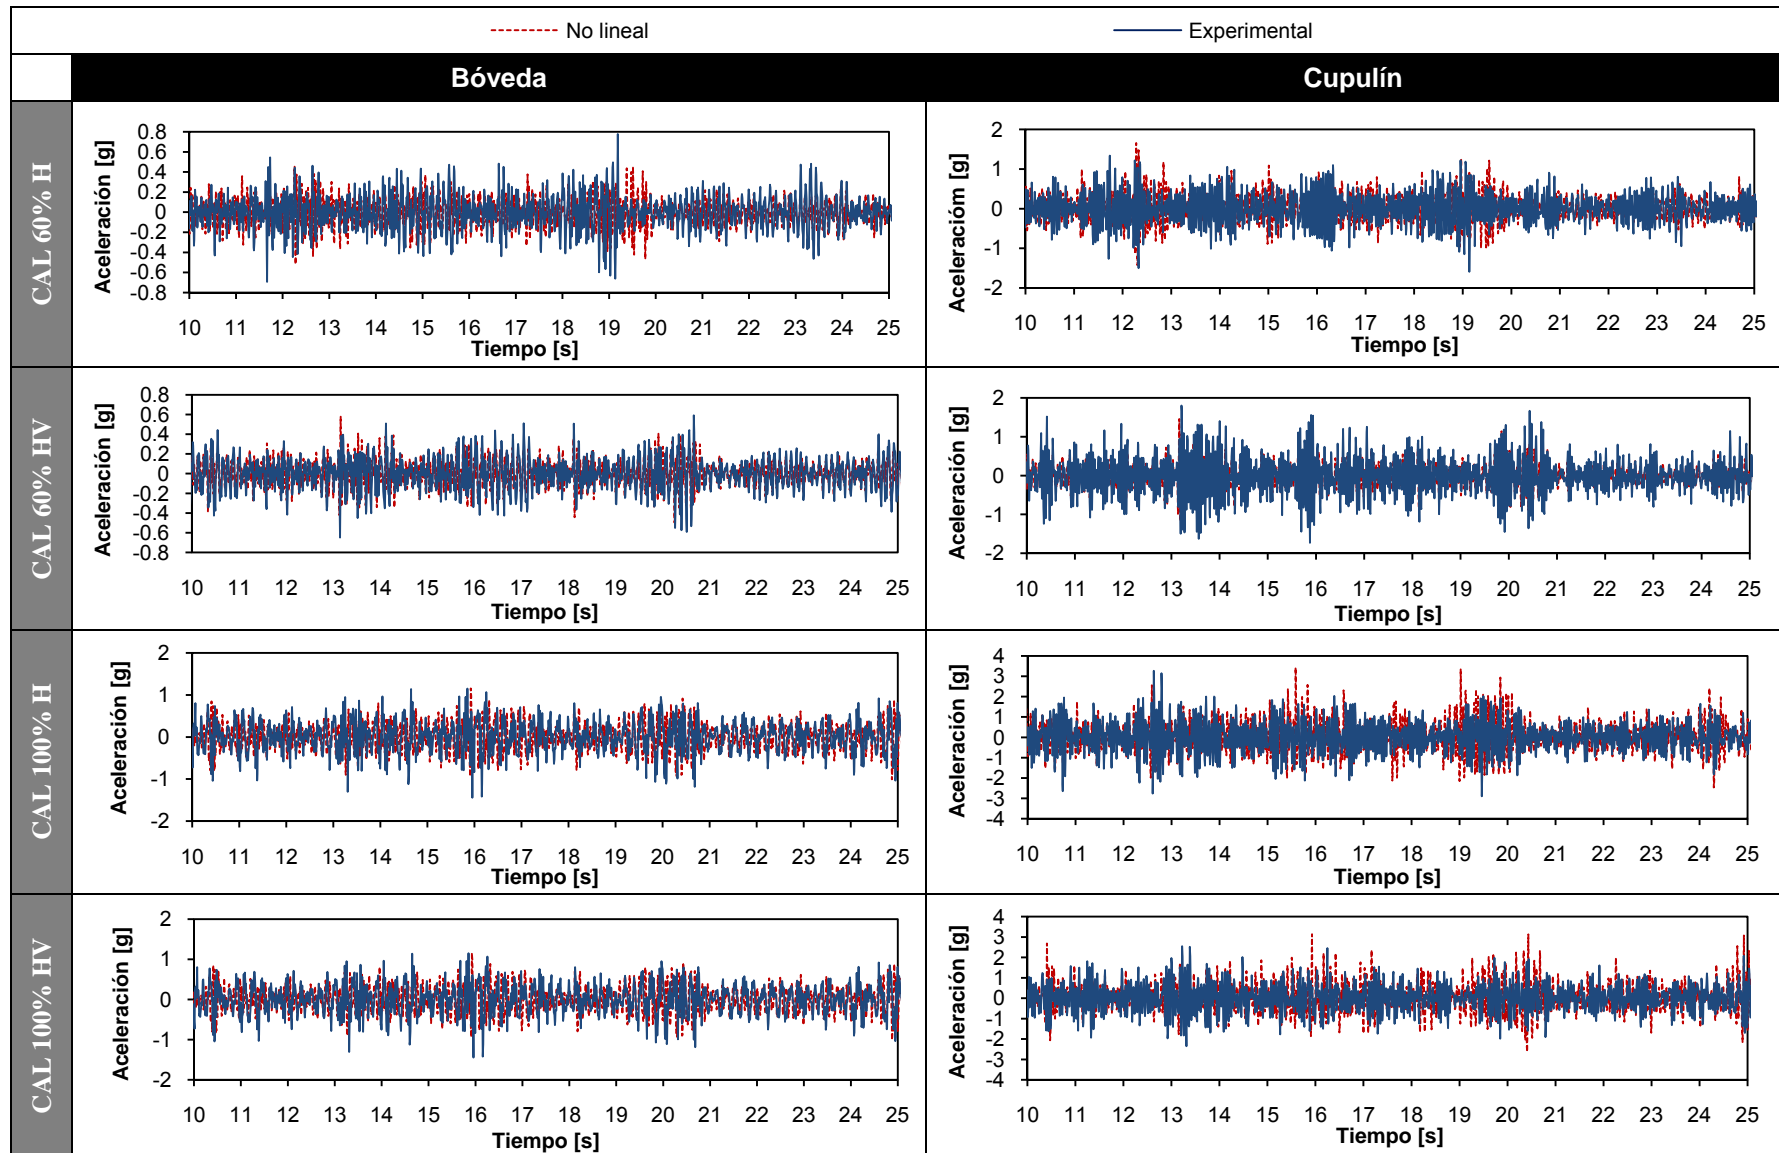 No lineal Experimental
Bóveda Cupulín
CAL 60% H
Aceleración [g]
0.8
0.6
0.4
0.2
0
-0.2
-0.4
-0.6
-0.8
10 11 12 13 14 15 16 17 18 19 20 21 22 23 24 25
Tiempo [s]
Aceleracióm [g]
2
1
0
-1
-2
10 11 12 13 14 15 16 17 18 19 20 21 22 23 24 25
Tiempo [s]
CAL 60% HV
Aceleración [g]
0.8
0.6
0.4
0.2
0
-0.2
-0.4
-0.6
-0.8
10 11 12 13 14 15 16 17 18 19 20 21 22 23 24 25
Tiempo [s]
Aceleración [g]
2
1
0
-1
-2
10 11 12 13 14 15 16 17 18 19 20 21 22 23 24 25
Tiempo [s]
CAL 100% H
Aceleración [g]
2
1
0
-1
-2
10 11 12 13 14 15 16 17 18 19 20 21 22 23 24 25
Tiempo [s]
Aceleración [g]
4
3
2
1
0
-1
-2
-3
-4
10 11 12 13 14 15 16 17 18 19 20 21 22 23 24 25
Tiempo [s]
CAL 100% HV
Aceleración [g]
2
1
0
-1
-2
10 11 12 13 14 15 16 17 18 19 20 21 22 23 24 25
Tiempo [s]
Aceleración [g]
4
3
2
1
0
-1
-2
-3
-4
10 11 12 13 14 15 16 17 18 19 20 21 22 23 24 25
Tiempo [s]